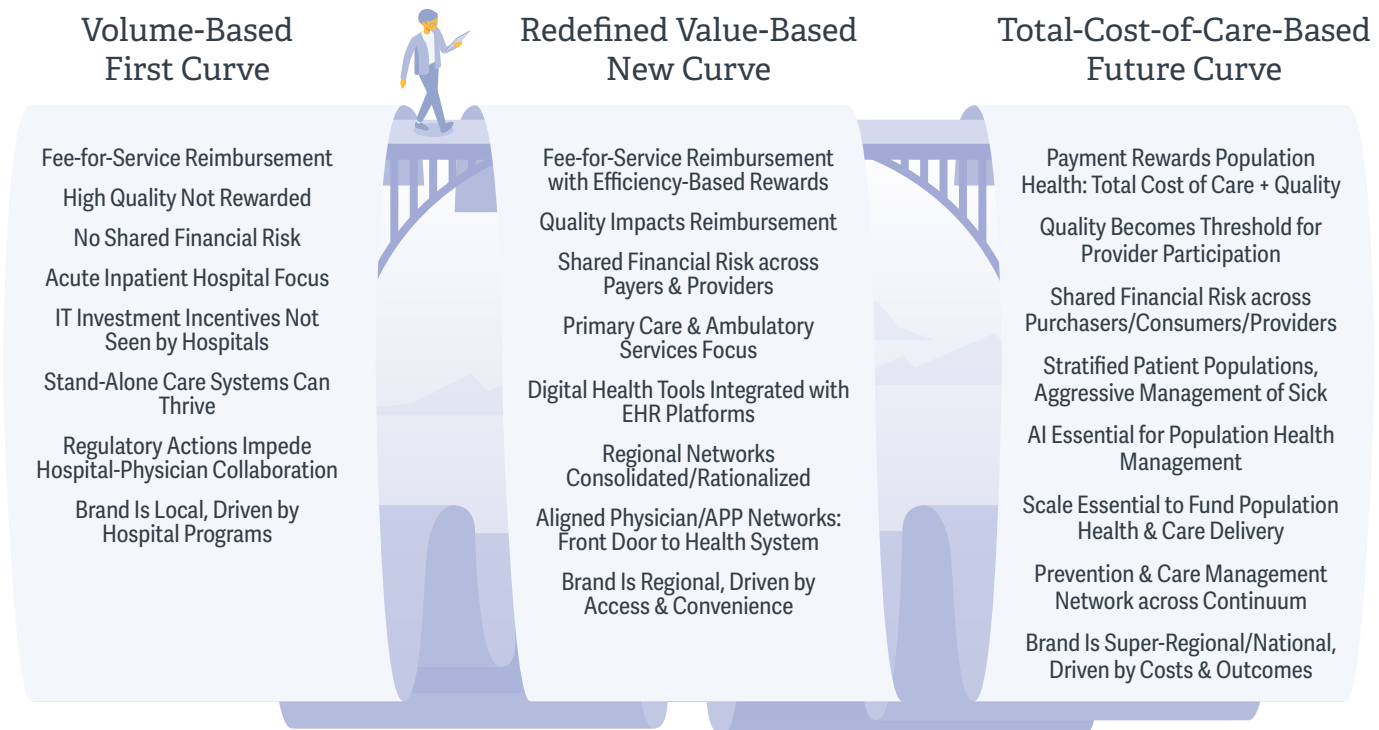 Volume-Based
First Curve
Fee-for-Service Reimbursement
High Quality Not Rewarded
No Shared Financial Risk
Acute Inpatient Hospital Focus
IT Investment Incentives Not
Seen by Hospitals
Stand-Alone Care Systems Can
Thrive
Regulatory Actions Impede
Hospital-Physician Collaboration
Brand Is Local, Driven by
Hospital Programs
Redefined Value-Based
New Curve
Fee-for-Service Reimbursement
with Efficiency-Based Rewards
Quality Impacts Reimbursement
Shared Financial Risk across
Payers & Providers
Primary Care & Ambulatory
Services Focus
Digital Health Tools Integrated with
EHR Platforms
Regional Networks
Consolidated/Rationalized
Aligned Physician/APP Networks:
Front Door to Health System
Brand Is Regional, Driven by
Access & Convenience
Total-Cost-of-Care-Based
Future Curve
Payment Rewards Population
Health: Total Cost of Care + Quality
Quality Becomes Threshold for
Provider Participation
Shared Financial Risk across
Purchasers/Consumers/Providers
Stratified Patient Populations,
Aggressive Management of Sick
AI Essential for Population Health
Management
Scale Essential to Fund Population
Health & Care Delivery
Prevention & Care Management
Network across Continuum
Brand Is Super-Regional/National,
Driven by Costs & Outcomes